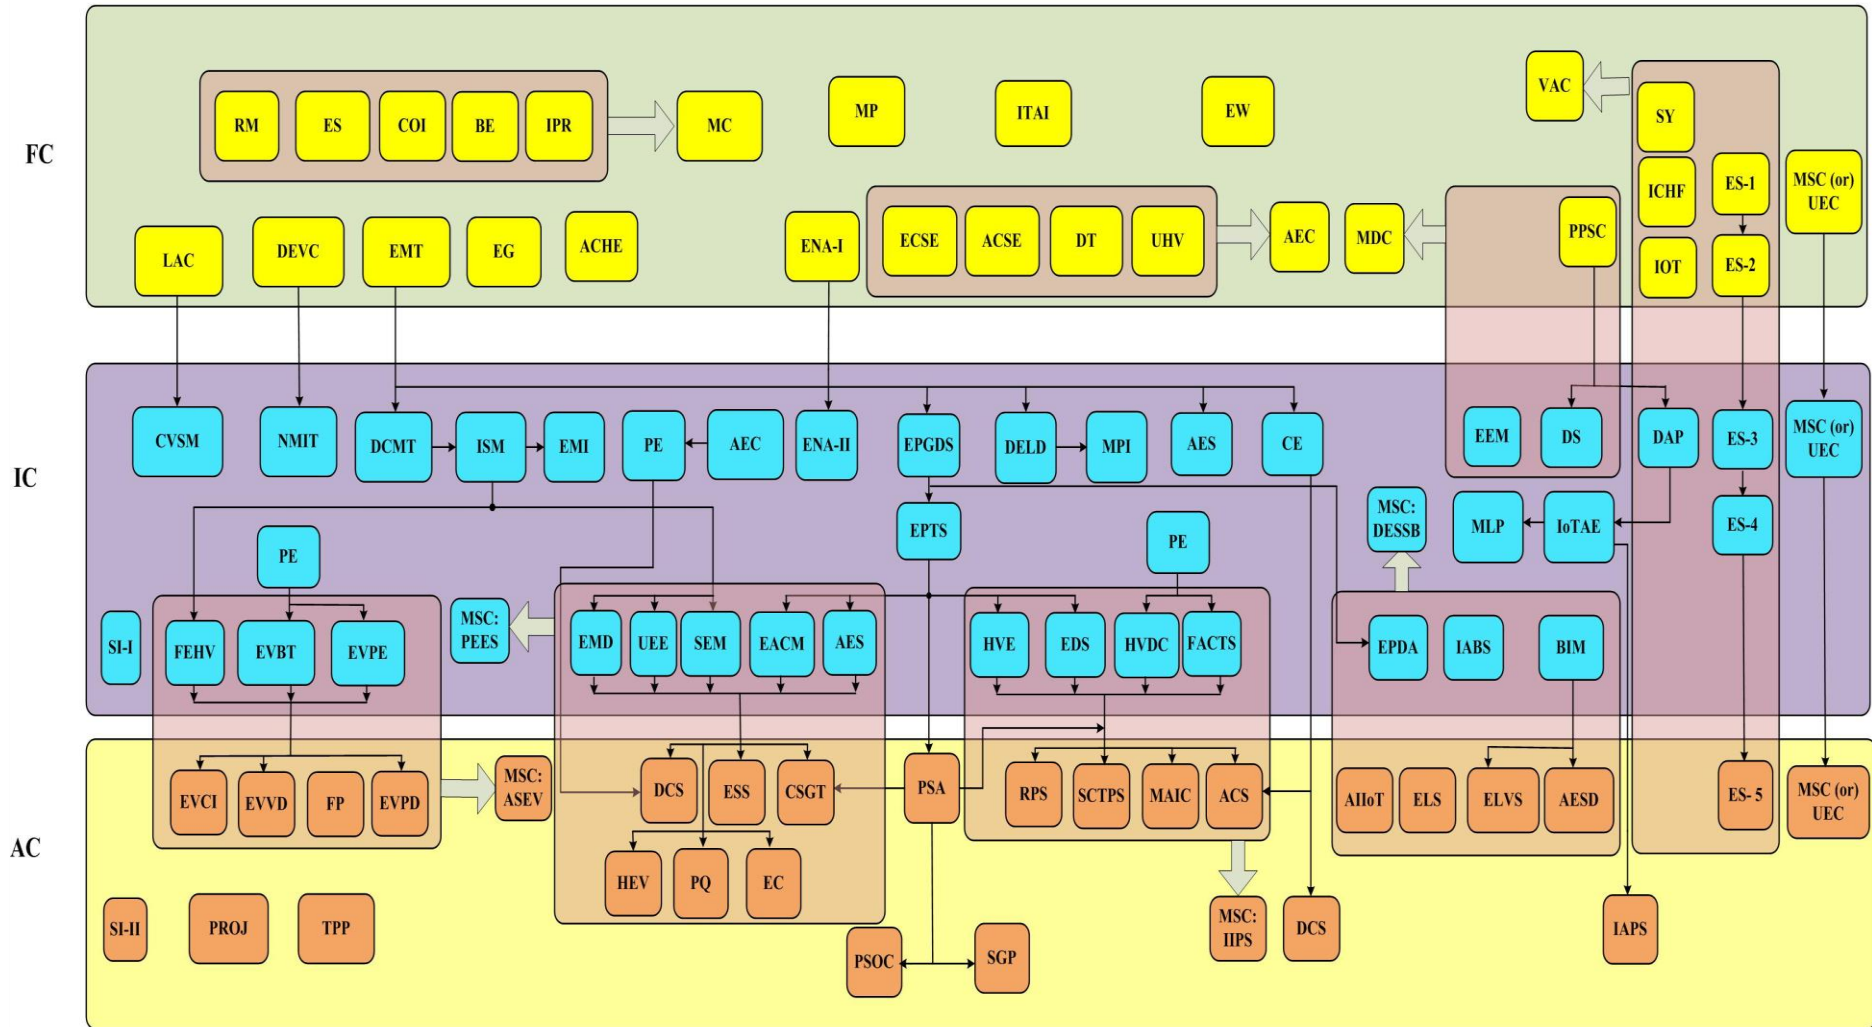 FC
RM
ES
COI
BE
IPR
MC
MP
ITAI
EW
VAC
SY
ICHF
IOT
ES-1
ES-2
MSC (or)
UEC
LAC
DEVC
EMT
EG
ACHE
ENA-I
ECSE
ACSE
DT
UHV
AEC
MDC
PPSC
IC
CVSM
NMIT
DCMT
ISM
EMI
PE
AEC
ENA-II
EPGDS
DELD
MPI
AES
CE
EEM
DS
DAP
ES-3
MSC (or)
UEC
EPTS
PE
MSC:
DESSB
MLP
IoTAE
ES-4
PE
SI-I
FEHV
EVBT
EVPE
MSC:
PEES
EMD
UEE
SEM
EACM
AES
HVE
EDS
HVDC
FACTS
EPDA
IABS
BIM
AC
EVCI
EVVD
FP
EVPD
MSC:
ASEV
DCS
ESS
CSGT
PSA
RPS
SCTPS
MAIC
ACS
AIIoT
ELS
ELVS
AESD
ES- 5
MSC (or)
UEC
HEV
PQ
EC
SI-II
PROJ
TPP
PSOC
SGP
MSC:
IIPS
DCS
IAPS